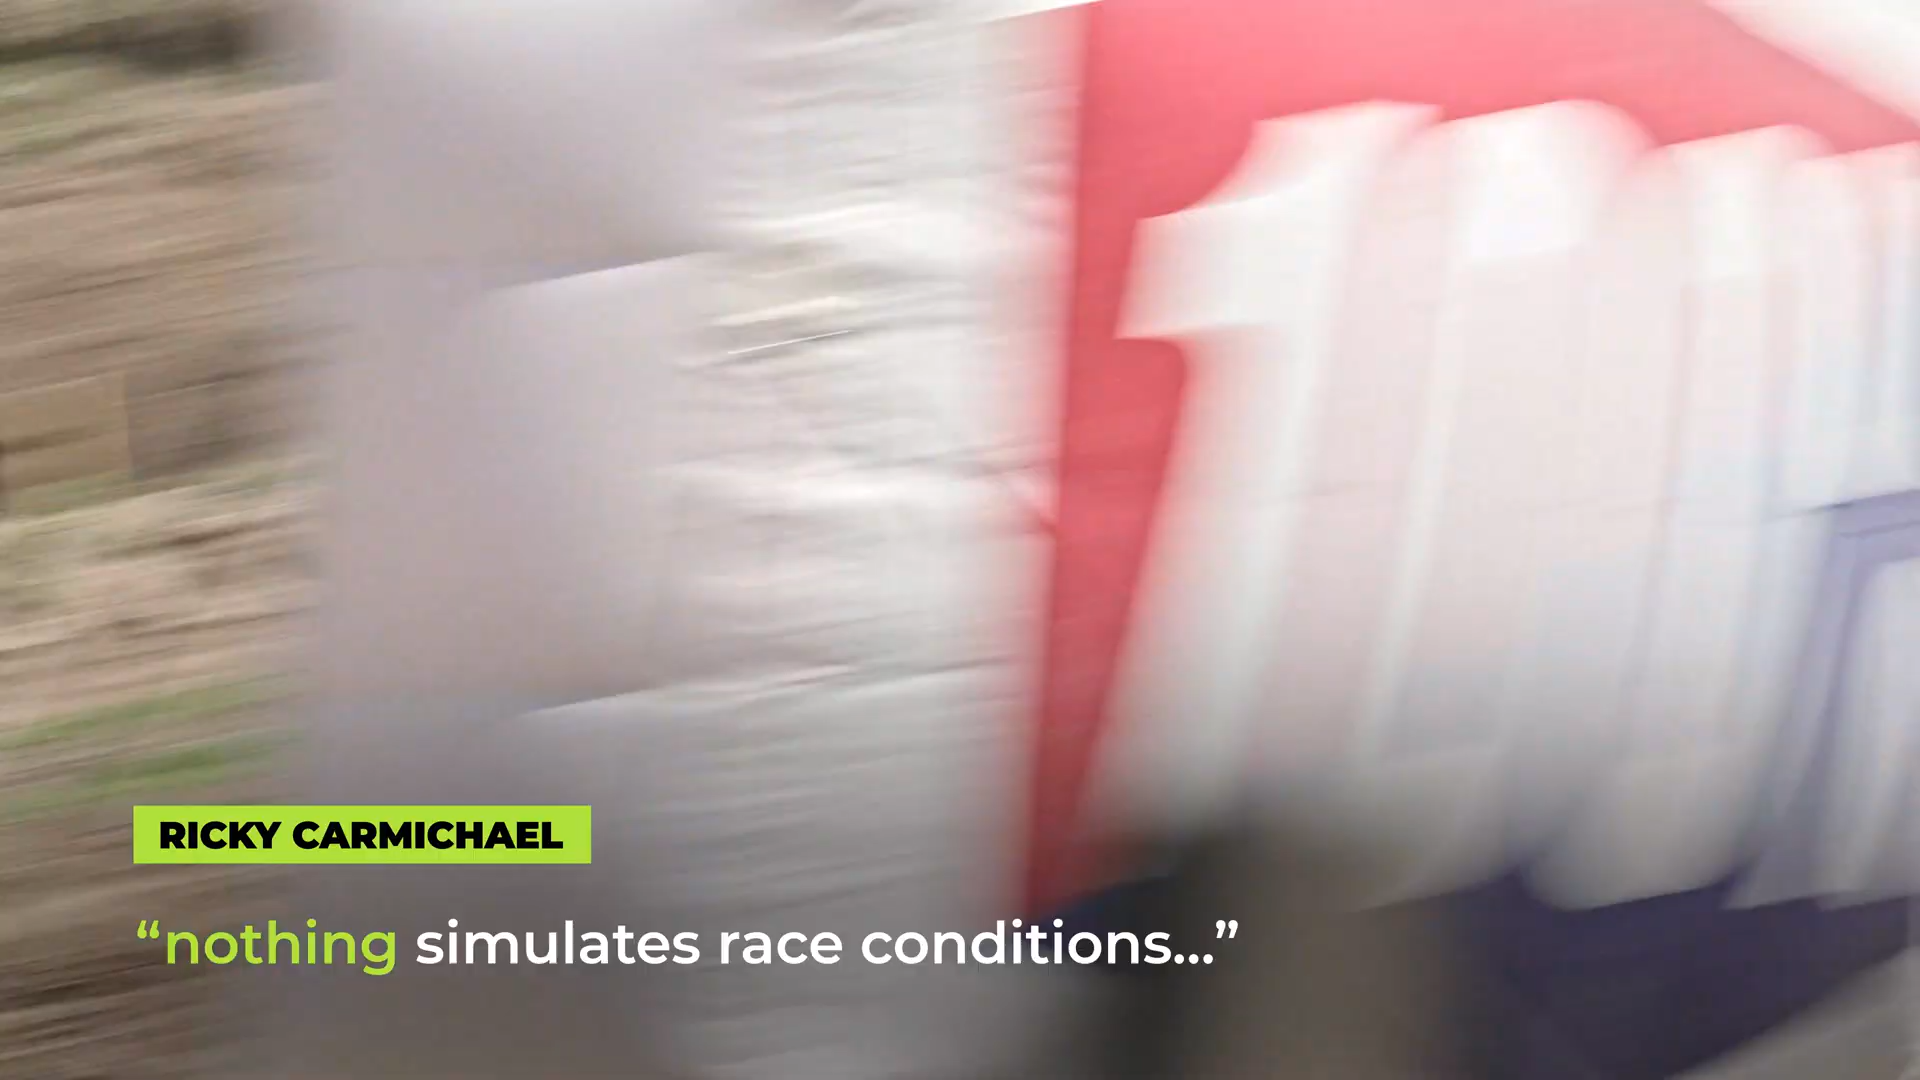 RICKY CARMICHAEL
“nothing simulates race conditions...”